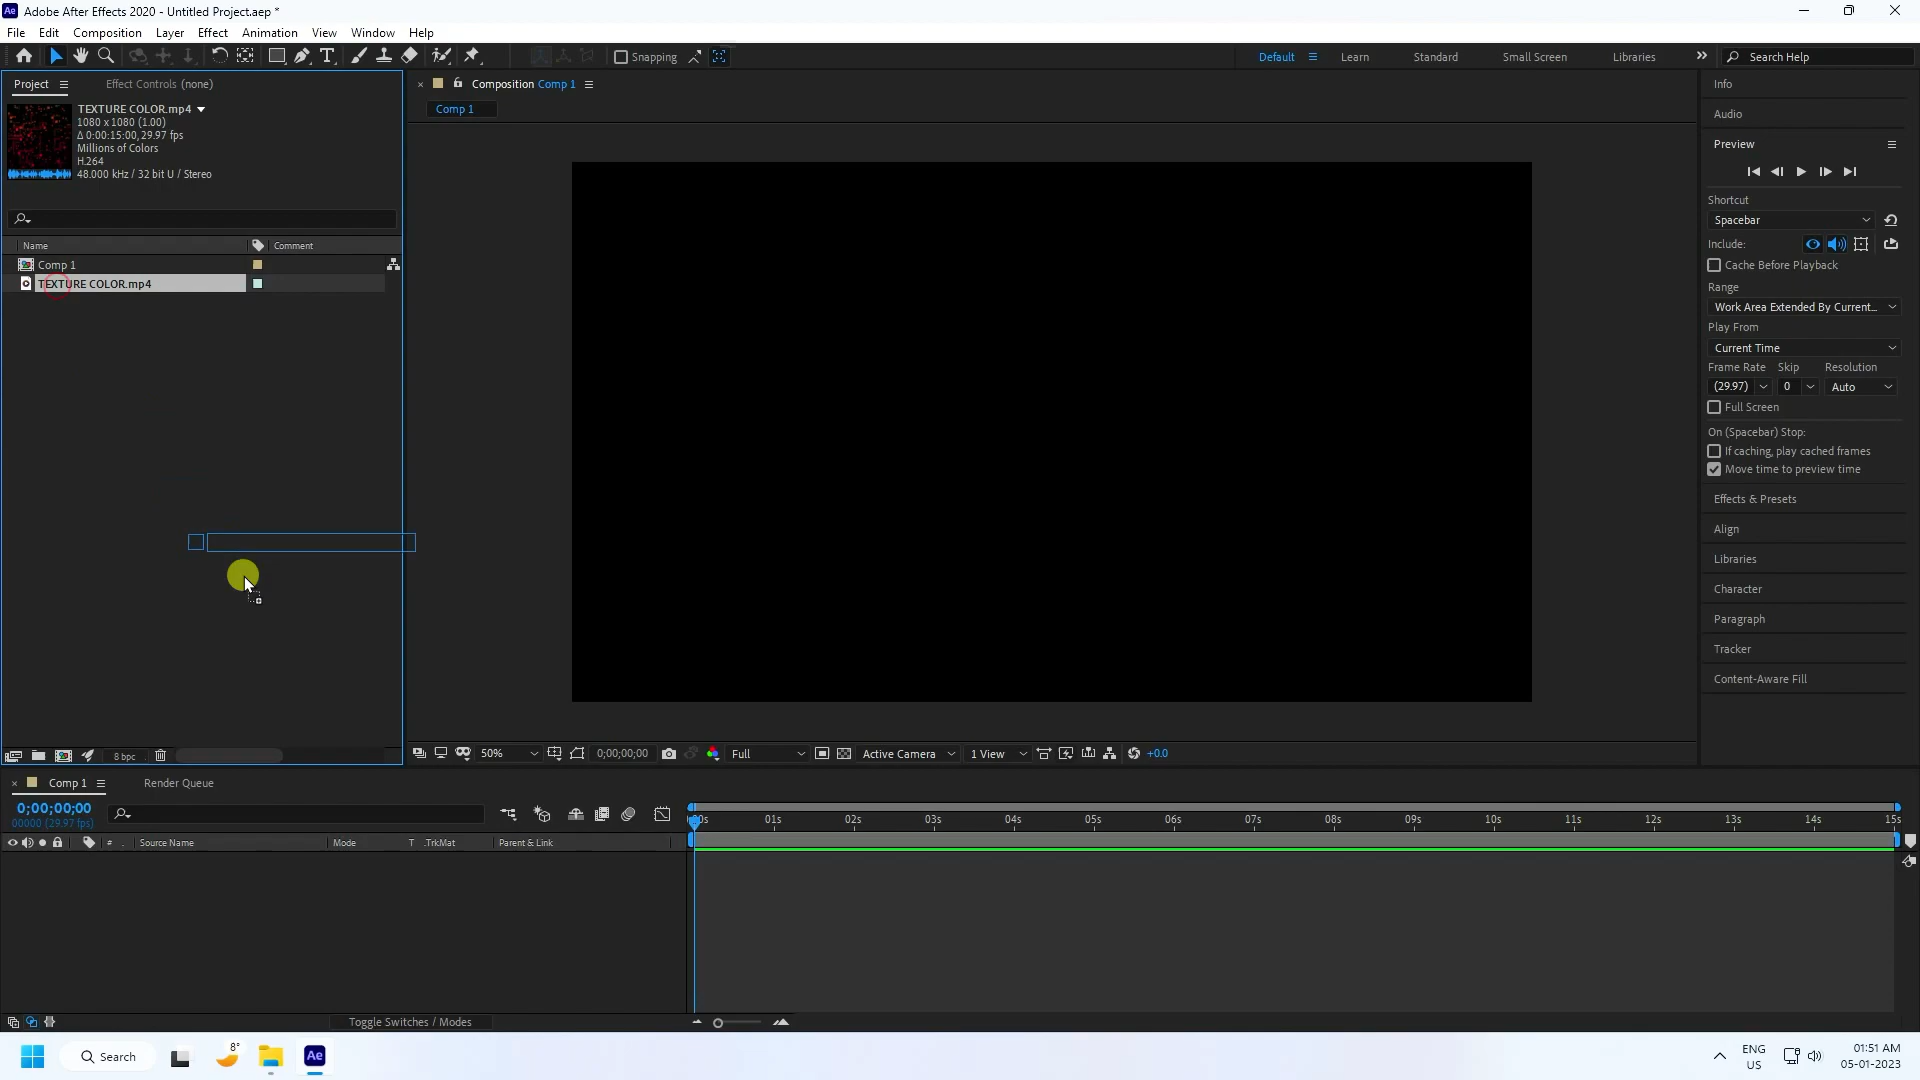 Adobe After Effects 2020 - Untitled Project.aep *
File Edit Composition Layer Effect Animation View Window Help
Snapping
Default Learn Standard Small Screen Libraries
Search Help
Project Effect Controls (none)
TEXTURE COLOR.mp4
1080 x 1080 (1.00)
Δ 0:00:15:00, 29.97 fps
Millions of Colors
H.264
48.000 kHz / 32 bit U / Stereo
Name Comment
Comp 1
TEXTURE COLOR.mp4
8 bpc
Composition Comp 1
Comp 1
50% 0;00;00;00 Full Active Camera 1 View +0.0
Info
Audio
Preview
Shortcut
Spacebar
Include:
Cache Before Playback
Range
Work Area Extended By Current...
Play From
Current Time
Frame Rate Skip Resolution
(29.97) 0 Auto
Full Screen
On (Spacebar) Stop:
If caching, play cached frames
Move time to preview time
Effects & Presets
Align
Libraries
Character
Paragraph
Tracker
Content-Aware Fill
Comp 1 Render Queue
0;00;00;00
00000 (29.97 fps)
01s 02s 03s 04s 05s 06s 07s 08s 09s 10s 11s 12s 13s 14s 15s
# Source Name Mode T .TrkMat Parent & Link
Toggle Switches / Modes
Search
8°
Ae
ENG
US
01:51 AM
05-01-2023